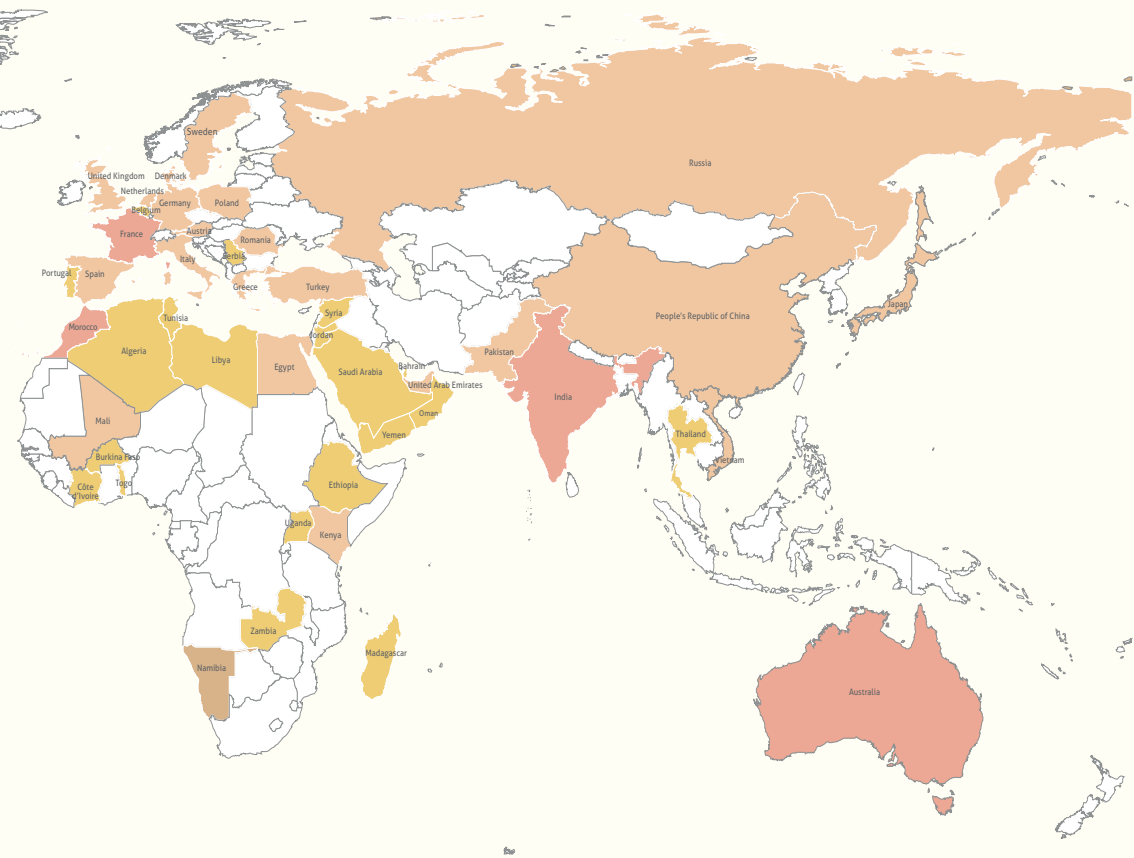 Sweden
Russia
United Kingdom
Denmark
Netherlands
Germany
Poland
Belgium
France
Austria
Romania
Italy
Serbia
Portugal
Spain
Greece
Turkey
Japan
People's Republic of China
Syria
Tunisia
Morocco
Jordan
Algeria
Libya
Egypt
Pakistan
Bahrain
Saudi Arabia
United Arab Emirates
India
Oman
Mali
Yemen
Thailand
Burkina Faso
Vietnam
Togo
Ethiopia
Côte
d'Ivoire
Uganda
Kenya
Zambia
Madagascar
Namibia
Australia